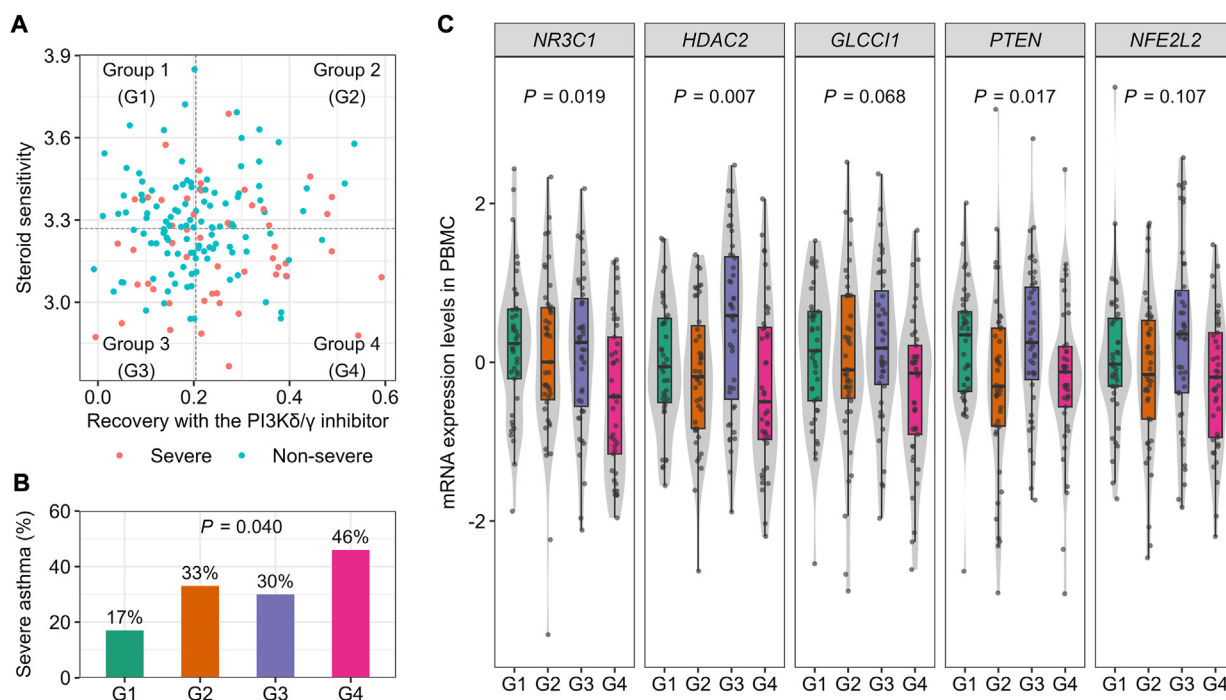 A
3.9
3.6
3.3
3.0
Steroid sensitivity
Group 1
(G1)
Group 2
(G2)
Group 3
(G3)
Group 4
(G4)
0.0 0.2 0.4 0.6
Recovery with the PI3Kδ/γ inhibitor
Severe Non-severe
B
Severe asthma (%)
60
40
20
0
P = 0.040
17% 33% 30% 46%
G1 G2 G3 G4
C
mRNA expression levels in PBMC
2
0
-2
NR3C1 HDAC2 GLCCI1 PTEN NFE2L2
P = 0.019 P = 0.007 P = 0.068 P = 0.017 P = 0.107
G1 G2 G3 G4 G1 G2 G3 G4 G1 G2 G3 G4 G1 G2 G3 G4 G1 G2 G3 G4